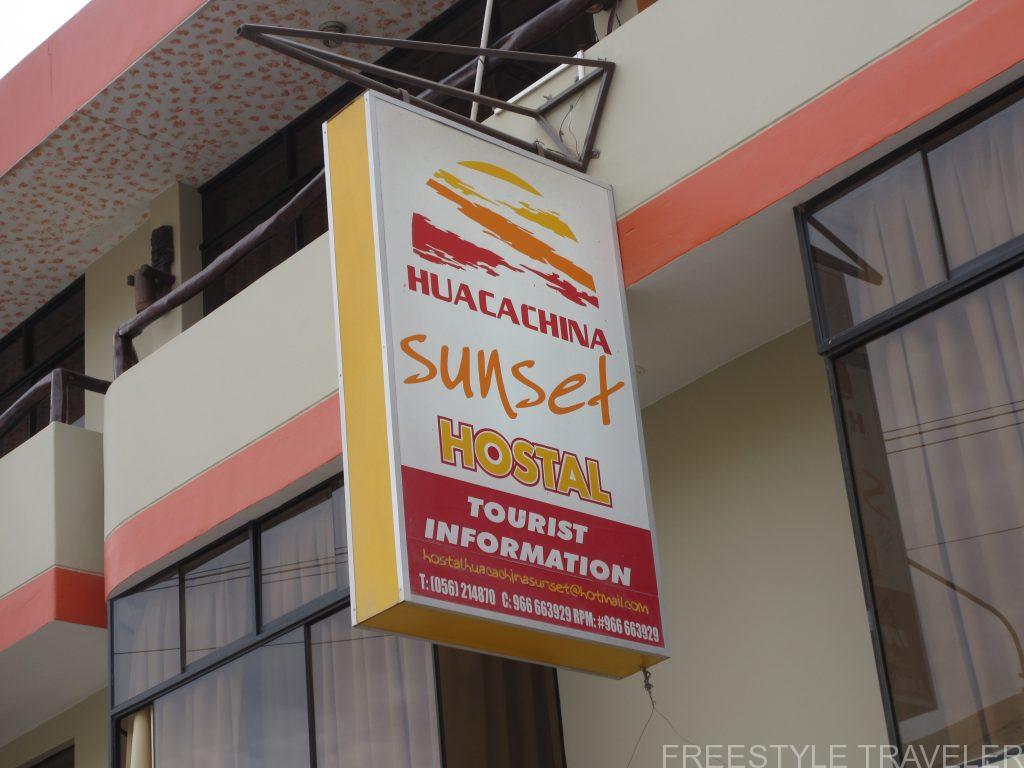 HUACACHINA
sunset
HOSTAL
TOURIST
INFORMATION
hostalhuacachinasunset@hotmail.com
T: (056) 214870 C: 966 663929 RPM: #966 663929
FREESTYLE TRAVELER